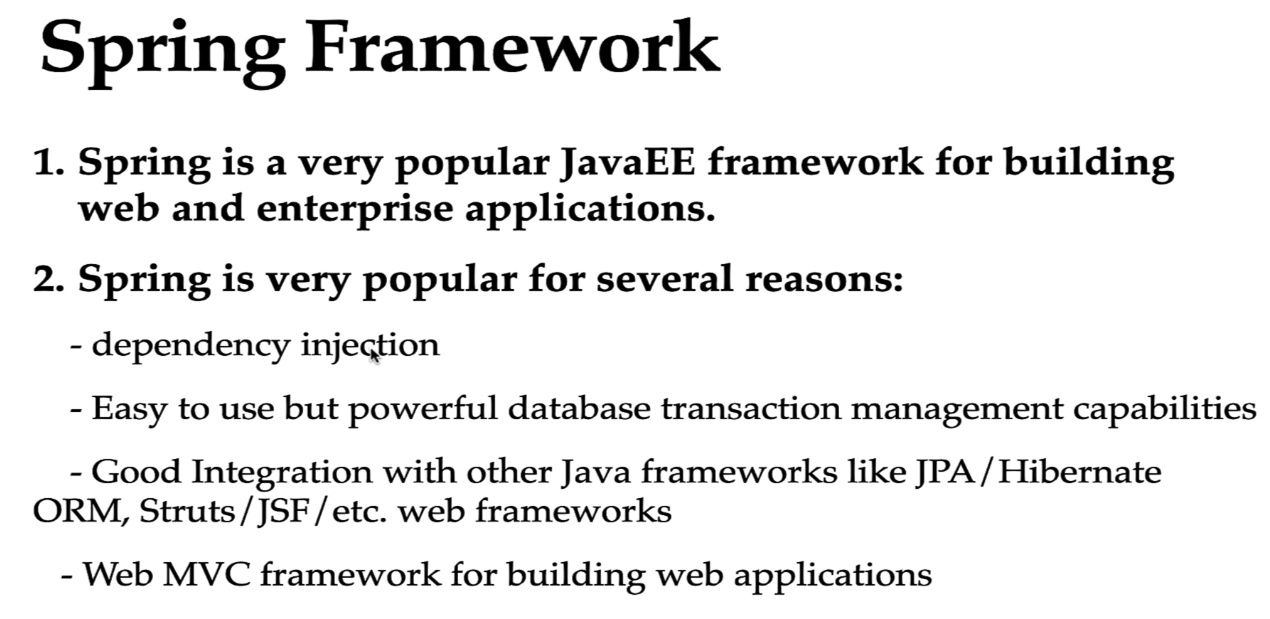 Spring Framework
1. Spring is a very popular JavaEE framework for building
web and enterprise applications.
2. Spring is very popular for several reasons:
- dependency injection
- Easy to use but powerful database transaction management capabilities
- Good Integration with other Java frameworks like JPA/Hibernate
ORM, Struts/JSF/etc. web frameworks
- Web MVC framework for building web applications